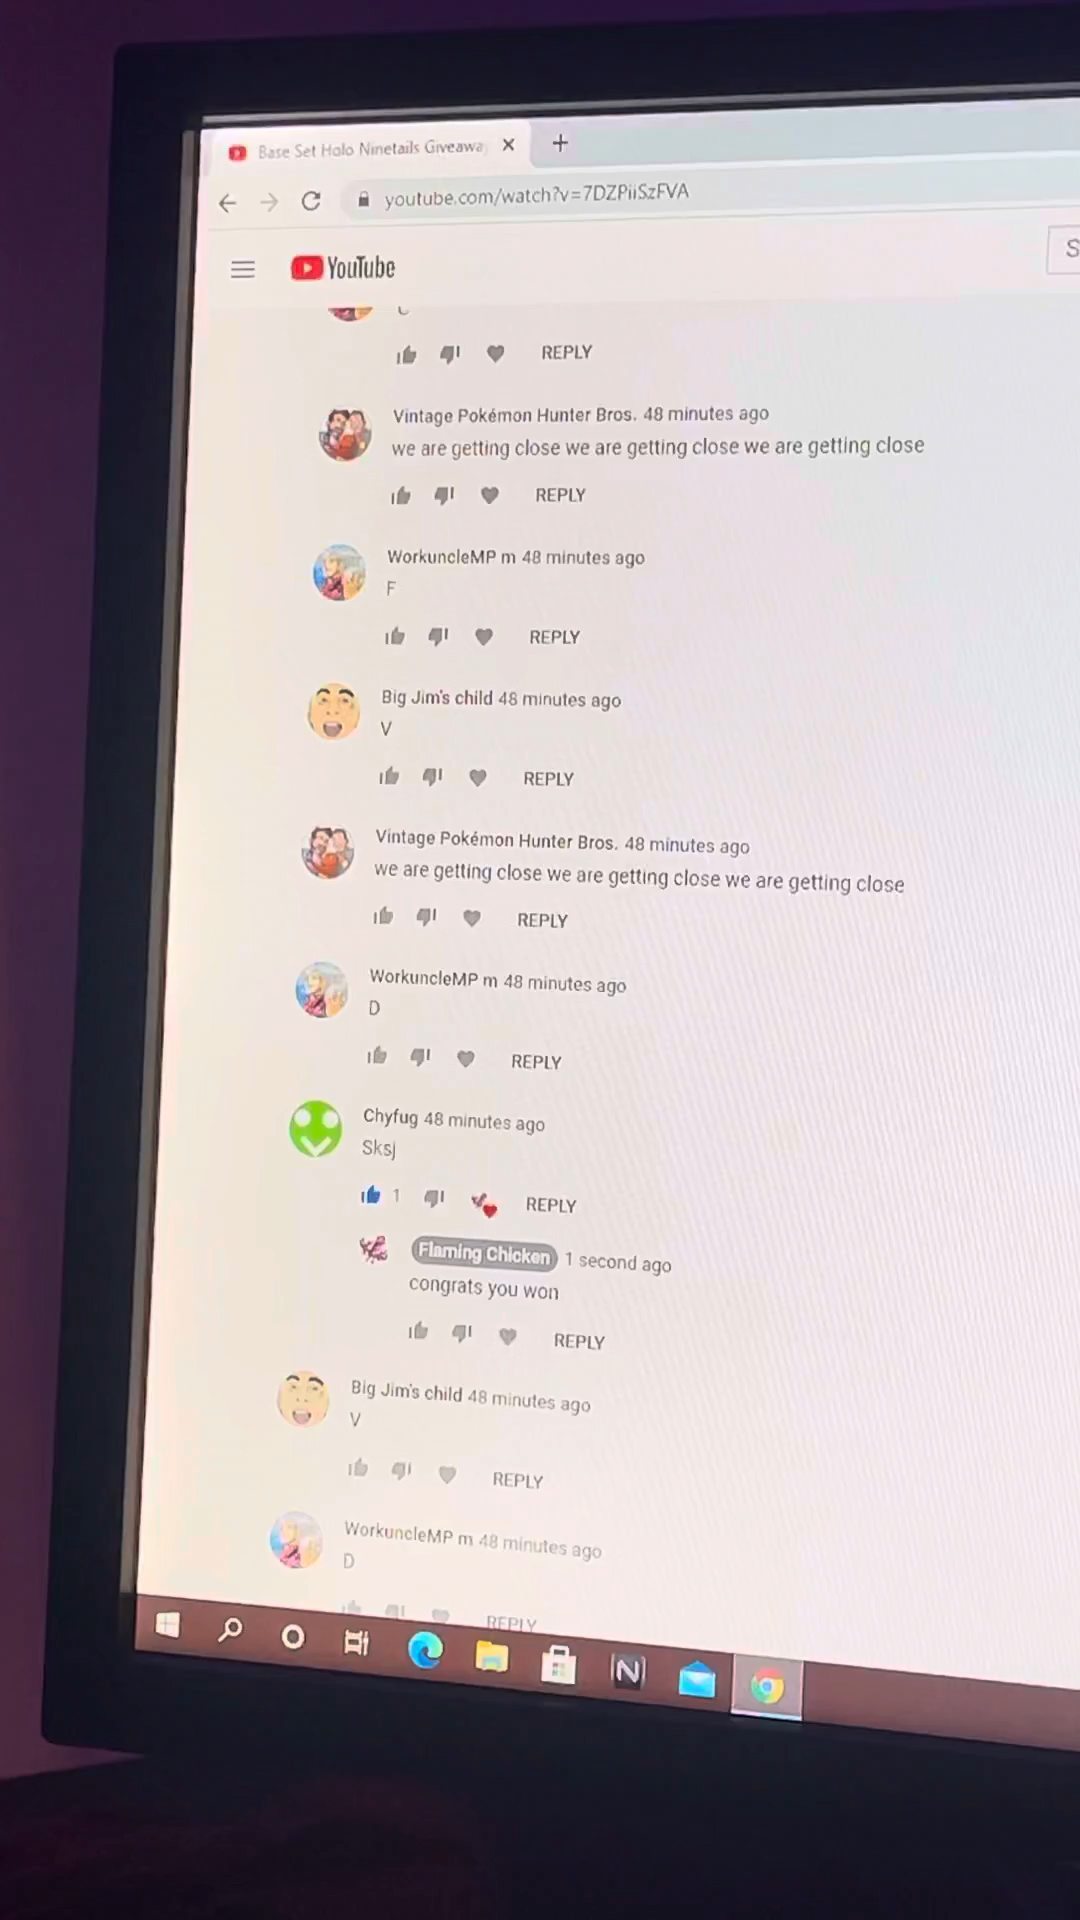 Base Set Holo Ninetails Giveaway
youtube.com/watch?v=7DZPiiSzFVA
YouTube
S
REPLY
Vintage Pokémon Hunter Bros. 48 minutes ago
we are getting close we are getting close we are getting close
REPLY
WorkuncleMP m 48 minutes ago
F
REPLY
Big Jim's child 48 minutes ago
V
REPLY
Vintage Pokémon Hunter Bros. 48 minutes ago
we are getting close we are getting close we are getting close
REPLY
WorkuncleMP m 48 minutes ago
D
REPLY
Chyfug 48 minutes ago
Sksj
1 REPLY
Flaming Chicken 1 second ago
congrats you won
REPLY
Big Jim's child 48 minutes ago
V
REPLY
WorkuncleMP m 48 minutes ago
D
REPLY
N